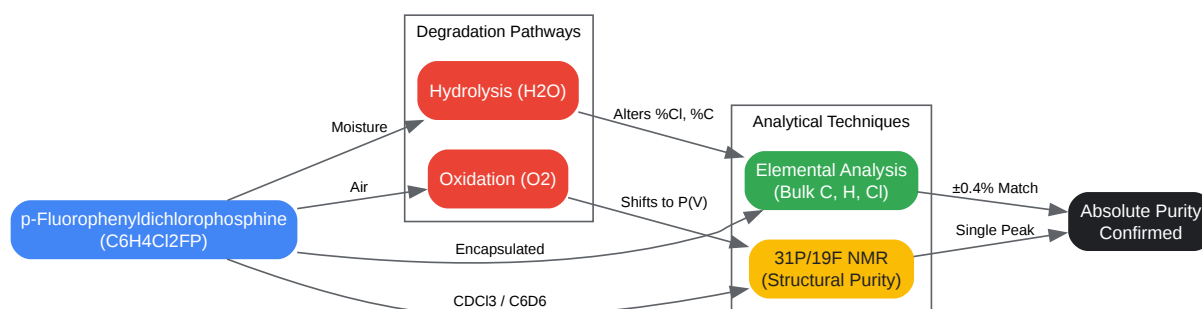 Degradation Pathways
Hydrolysis (H2O)
Moisture
Alters %Cl, %C
Analytical Techniques
Oxidation (O2)
Air
Elemental Analysis
(Bulk C, H, Cl)
±0.4% Match
Shifts to P(V)
p-Fluorophenyldichlorophosphine
(C6H4Cl2FP)
Absolute Purity
Confirmed
Encapsulated
Single Peak
31P/19F NMR
(Structural Purity)
CDCl3 / C6D6